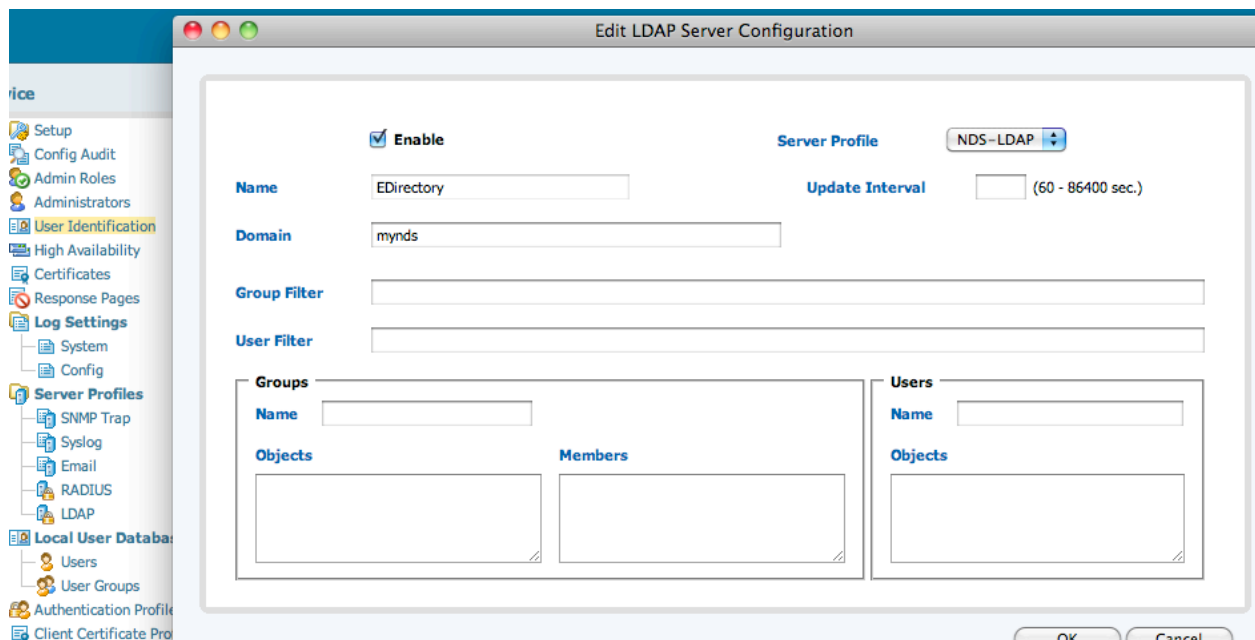 Edit LDAP Server Configuration
vice
Setup
Config Audit
Admin Roles
Administrators
User Identification
High Availability
Certificates
Response Pages
Log Settings
System
Config
Server Profiles
SNMP Trap
Syslog
Email
RADIUS
LDAP
Local User Databa
Users
User Groups
Authentication Profile
Client Certificate Pro
Enable
Server Profile NDS-LDAP
Name EDirectory
Update Interval (60 - 86400 sec.)
Domain mynds
Group Filter
User Filter
Groups
Name
Objects Members
Users
Name
Objects
OK Cancel